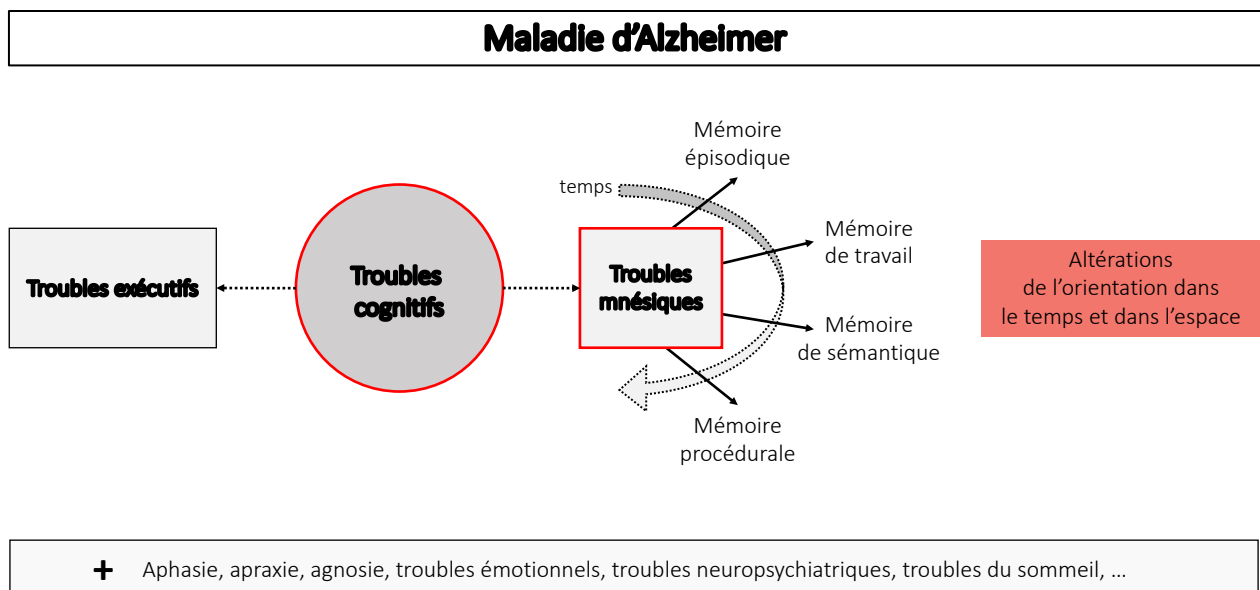 Maladie d'Alzheimer
Mémoire
épisodique
temps
Mémoire
de travail
Troubles exécutifs
Troubles
cognitifs
Troubles
mnésiques
Altérations
de l'orientation dans
le temps et dans l'espace
Mémoire
de sémantique
Mémoire
procédurale
+ Aphasie, apraxie, agnosie, troubles émotionnels, troubles neuropsychiatriques, troubles du sommeil, ...